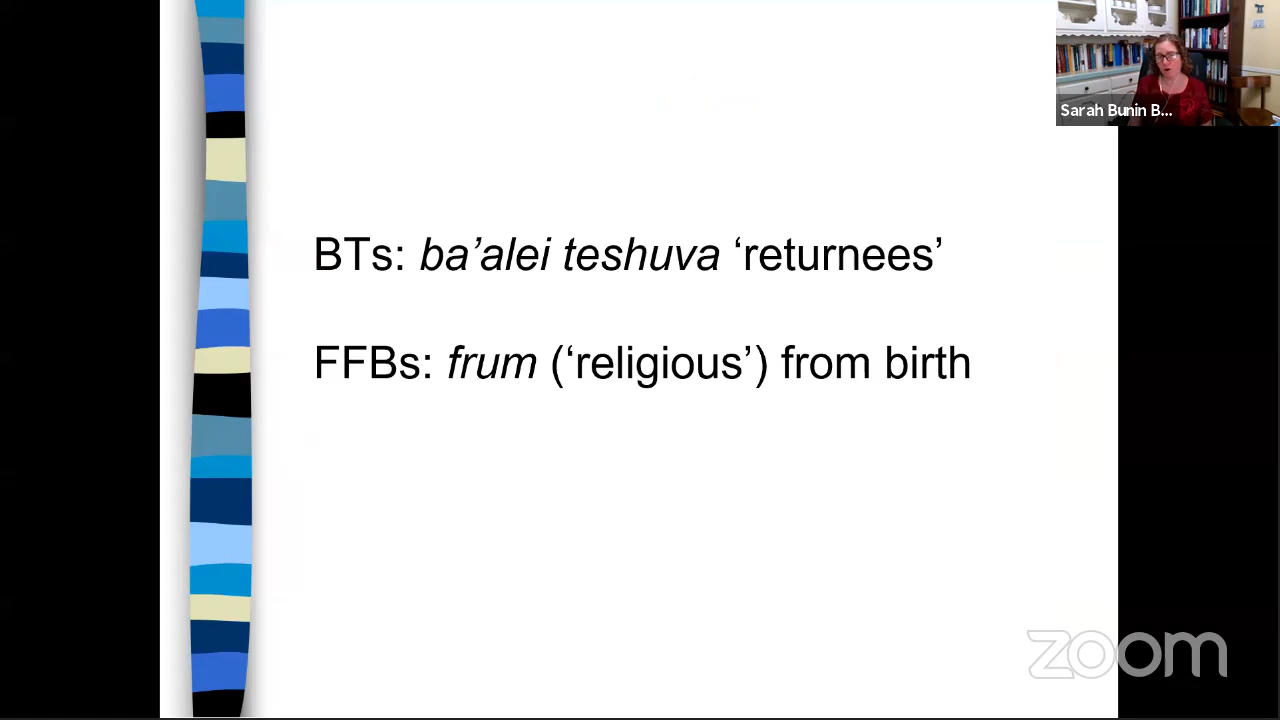 Sarah Bunin B...
BTs: ba’alei teshuva ‘returnees’
FFBs: frum (‘religious’) from birth
zoom